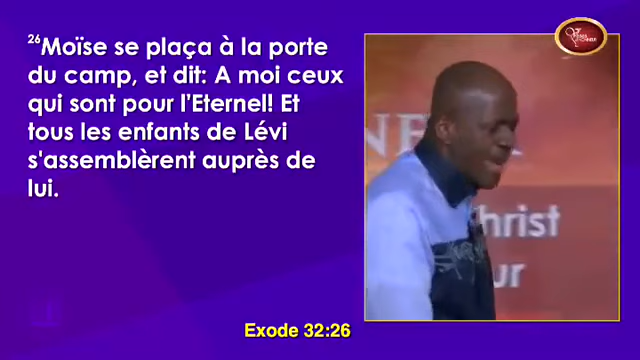 ²⁶Moïse se plaça à la porte
du camp, et dit: A moi ceux
qui sont pour l'Eternel! Et
tous les enfants de Lévi
s'assemblèrent auprès de
lui.
Christ
ur
Exode 32:26